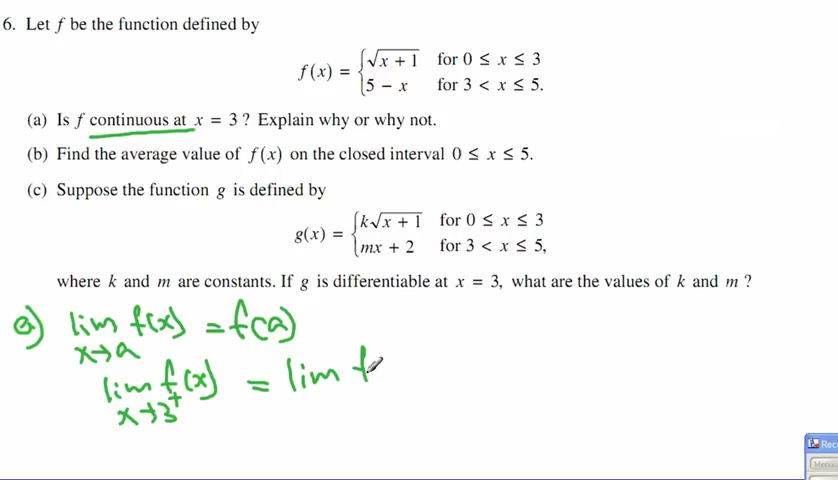 6. Let f be the function defined by
f(x) = { √(x + 1) for 0 ≤ x ≤ 3
5 − x for 3 < x ≤ 5.
(a) Is f continuous at x = 3? Explain why or why not.
(b) Find the average value of f(x) on the closed interval 0 ≤ x ≤ 5.
(c) Suppose the function g is defined by
g(x) = { k√(x + 1) for 0 ≤ x ≤ 3
mx + 2 for 3 < x ≤ 5,
where k and m are constants. If g is differentiable at x = 3, what are the values of k and m?
a) lim f(x) = f(a)
x→a
lim f(x) = lim f
x→3⁺
Rec
Menu